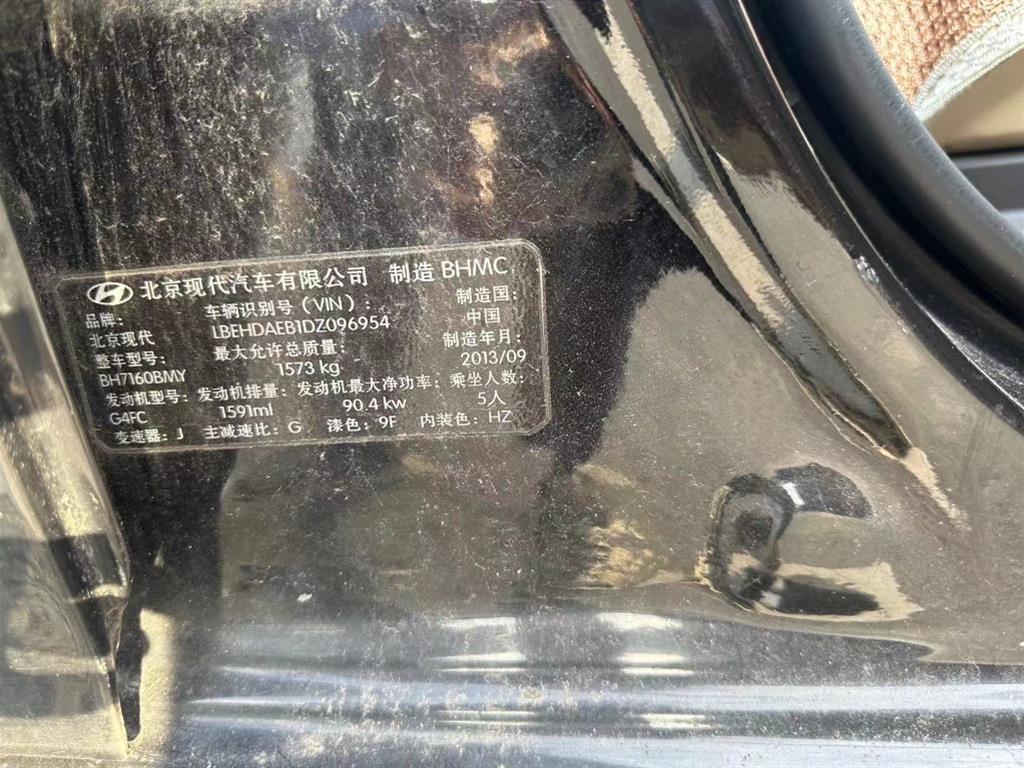 北京现代汽车有限公司 制造 BHMC
品牌: 车辆识别号(VIN): 制造国:
北京现代 LBEHDAEB1DZ096954 中国
整车型号: 最大允许总质量: 制造年月:
BH7160BMY 1573 kg 2013/09
发动机型号: 发动机排量: 发动机最大净功率: 乘坐人数:
G4FC 1591ml 90.4 kw 5人
变速器: J 主减速比: G 漆色: 9F 内装色: HZ